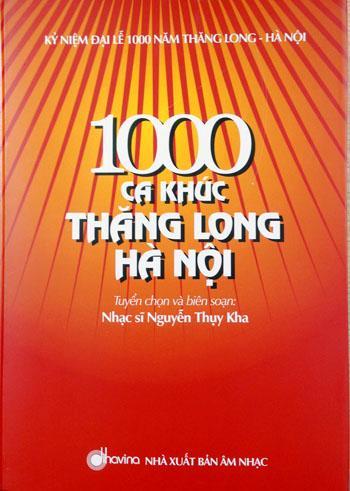 KỶ NIỆM ĐẠI LỄ 1000 NĂM THĂNG LONG - HÀ NỘI
1000
CA KHÚC
THĂNG LONG
HÀ NỘI
Tuyển chọn và biên soạn:
Nhạc sĩ Nguyễn Thụy Kha
dhavina NHÀ XUẤT BẢN ÂM NHẠC